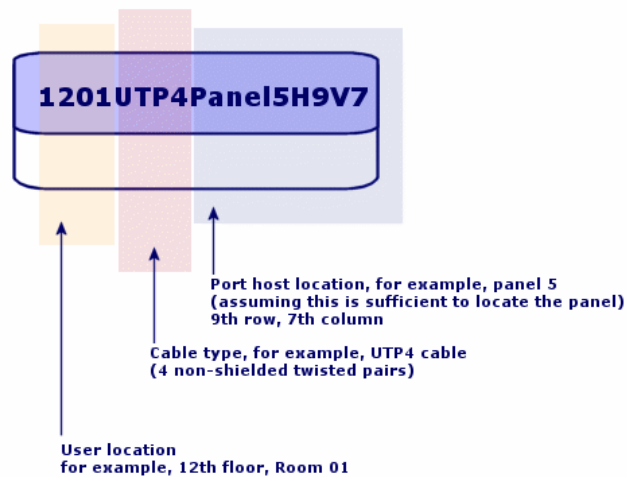 1201UTP4Panel5H9V7
Port host location, for example, panel 5
(assuming this is sufficient to locate the panel)
9th row, 7th column
Cable type, for example, UTP4 cable
(4 non-shielded twisted pairs)
User location
for example, 12th floor, Room 01